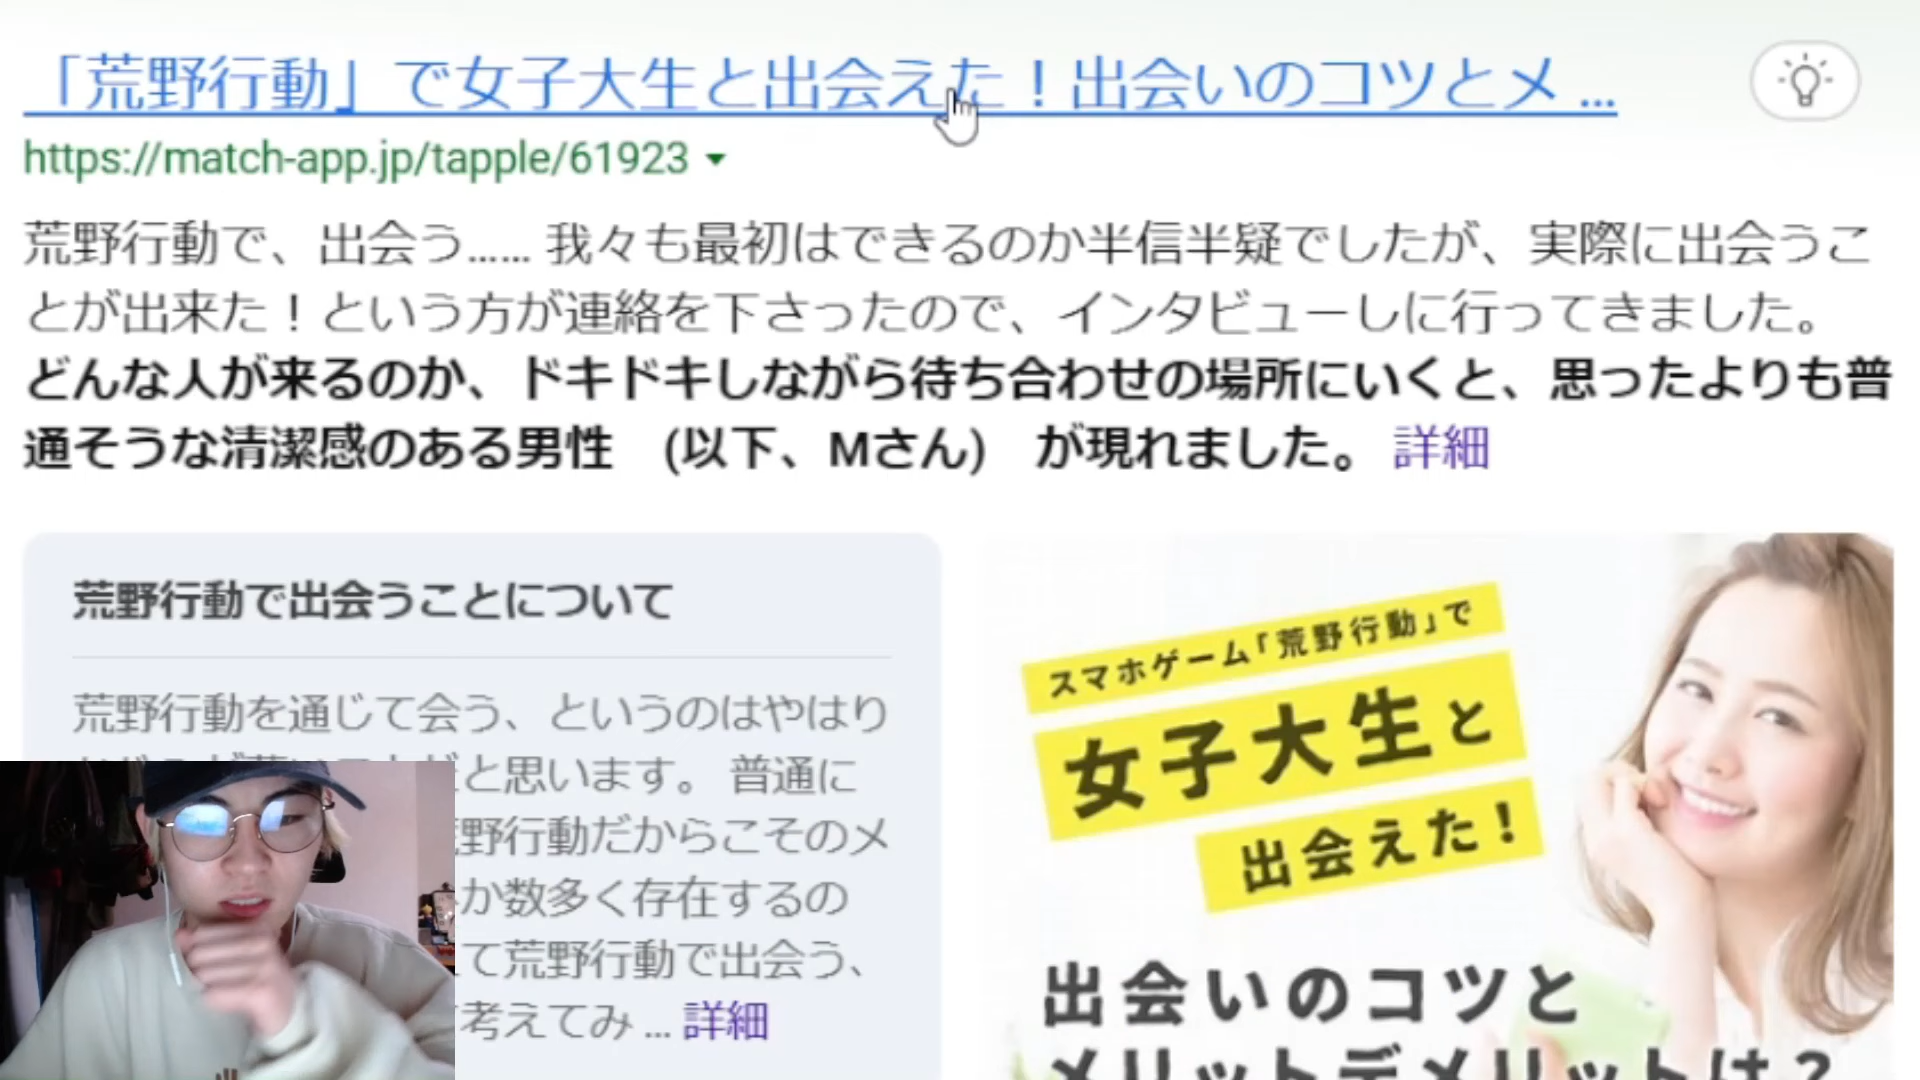 「荒野行動」で女子大生と出会えた！出会いのコツとメ ...
https://match-app.jp/tapple/61923
荒野行動で、出会う...... 我々も最初はできるのか半信半疑でしたが、実際に出会うこ
とが出来た！という方が連絡を下さったので、インタビューしに行ってきました。
どんな人が来るのか、ドキドキしながら待ち合わせの場所にいくと、思ったよりも普
通そうな清潔感のある男性　(以下、Mさん)　が現れました。 詳細
荒野行動で出会うことについて
荒野行動を通じて会う、というのはやはり
と思います。 普通に
野行動だからこそのメ
か数多く存在するの
て荒野行動で出会う、
考えてみ ... 詳細
スマホゲーム「荒野行動」で
女子大生と
出会えた！
出会いのコツと
メリットデメリットは？